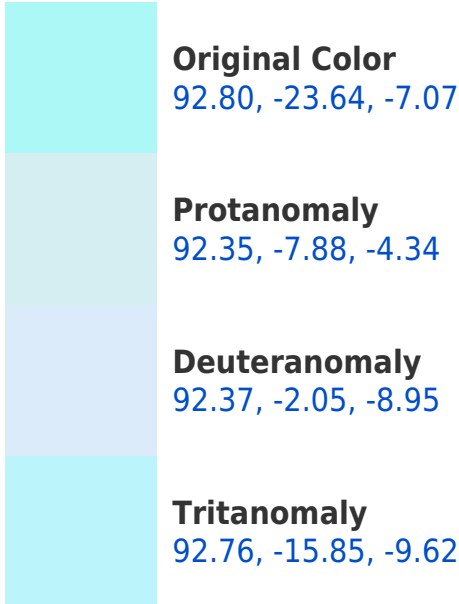 Original Color
92.80, -23.64, -7.07
Protanomaly
92.35, -7.88, -4.34
Deuteranomaly
92.37, -2.05, -8.95
Tritanomaly
92.76, -15.85, -9.62